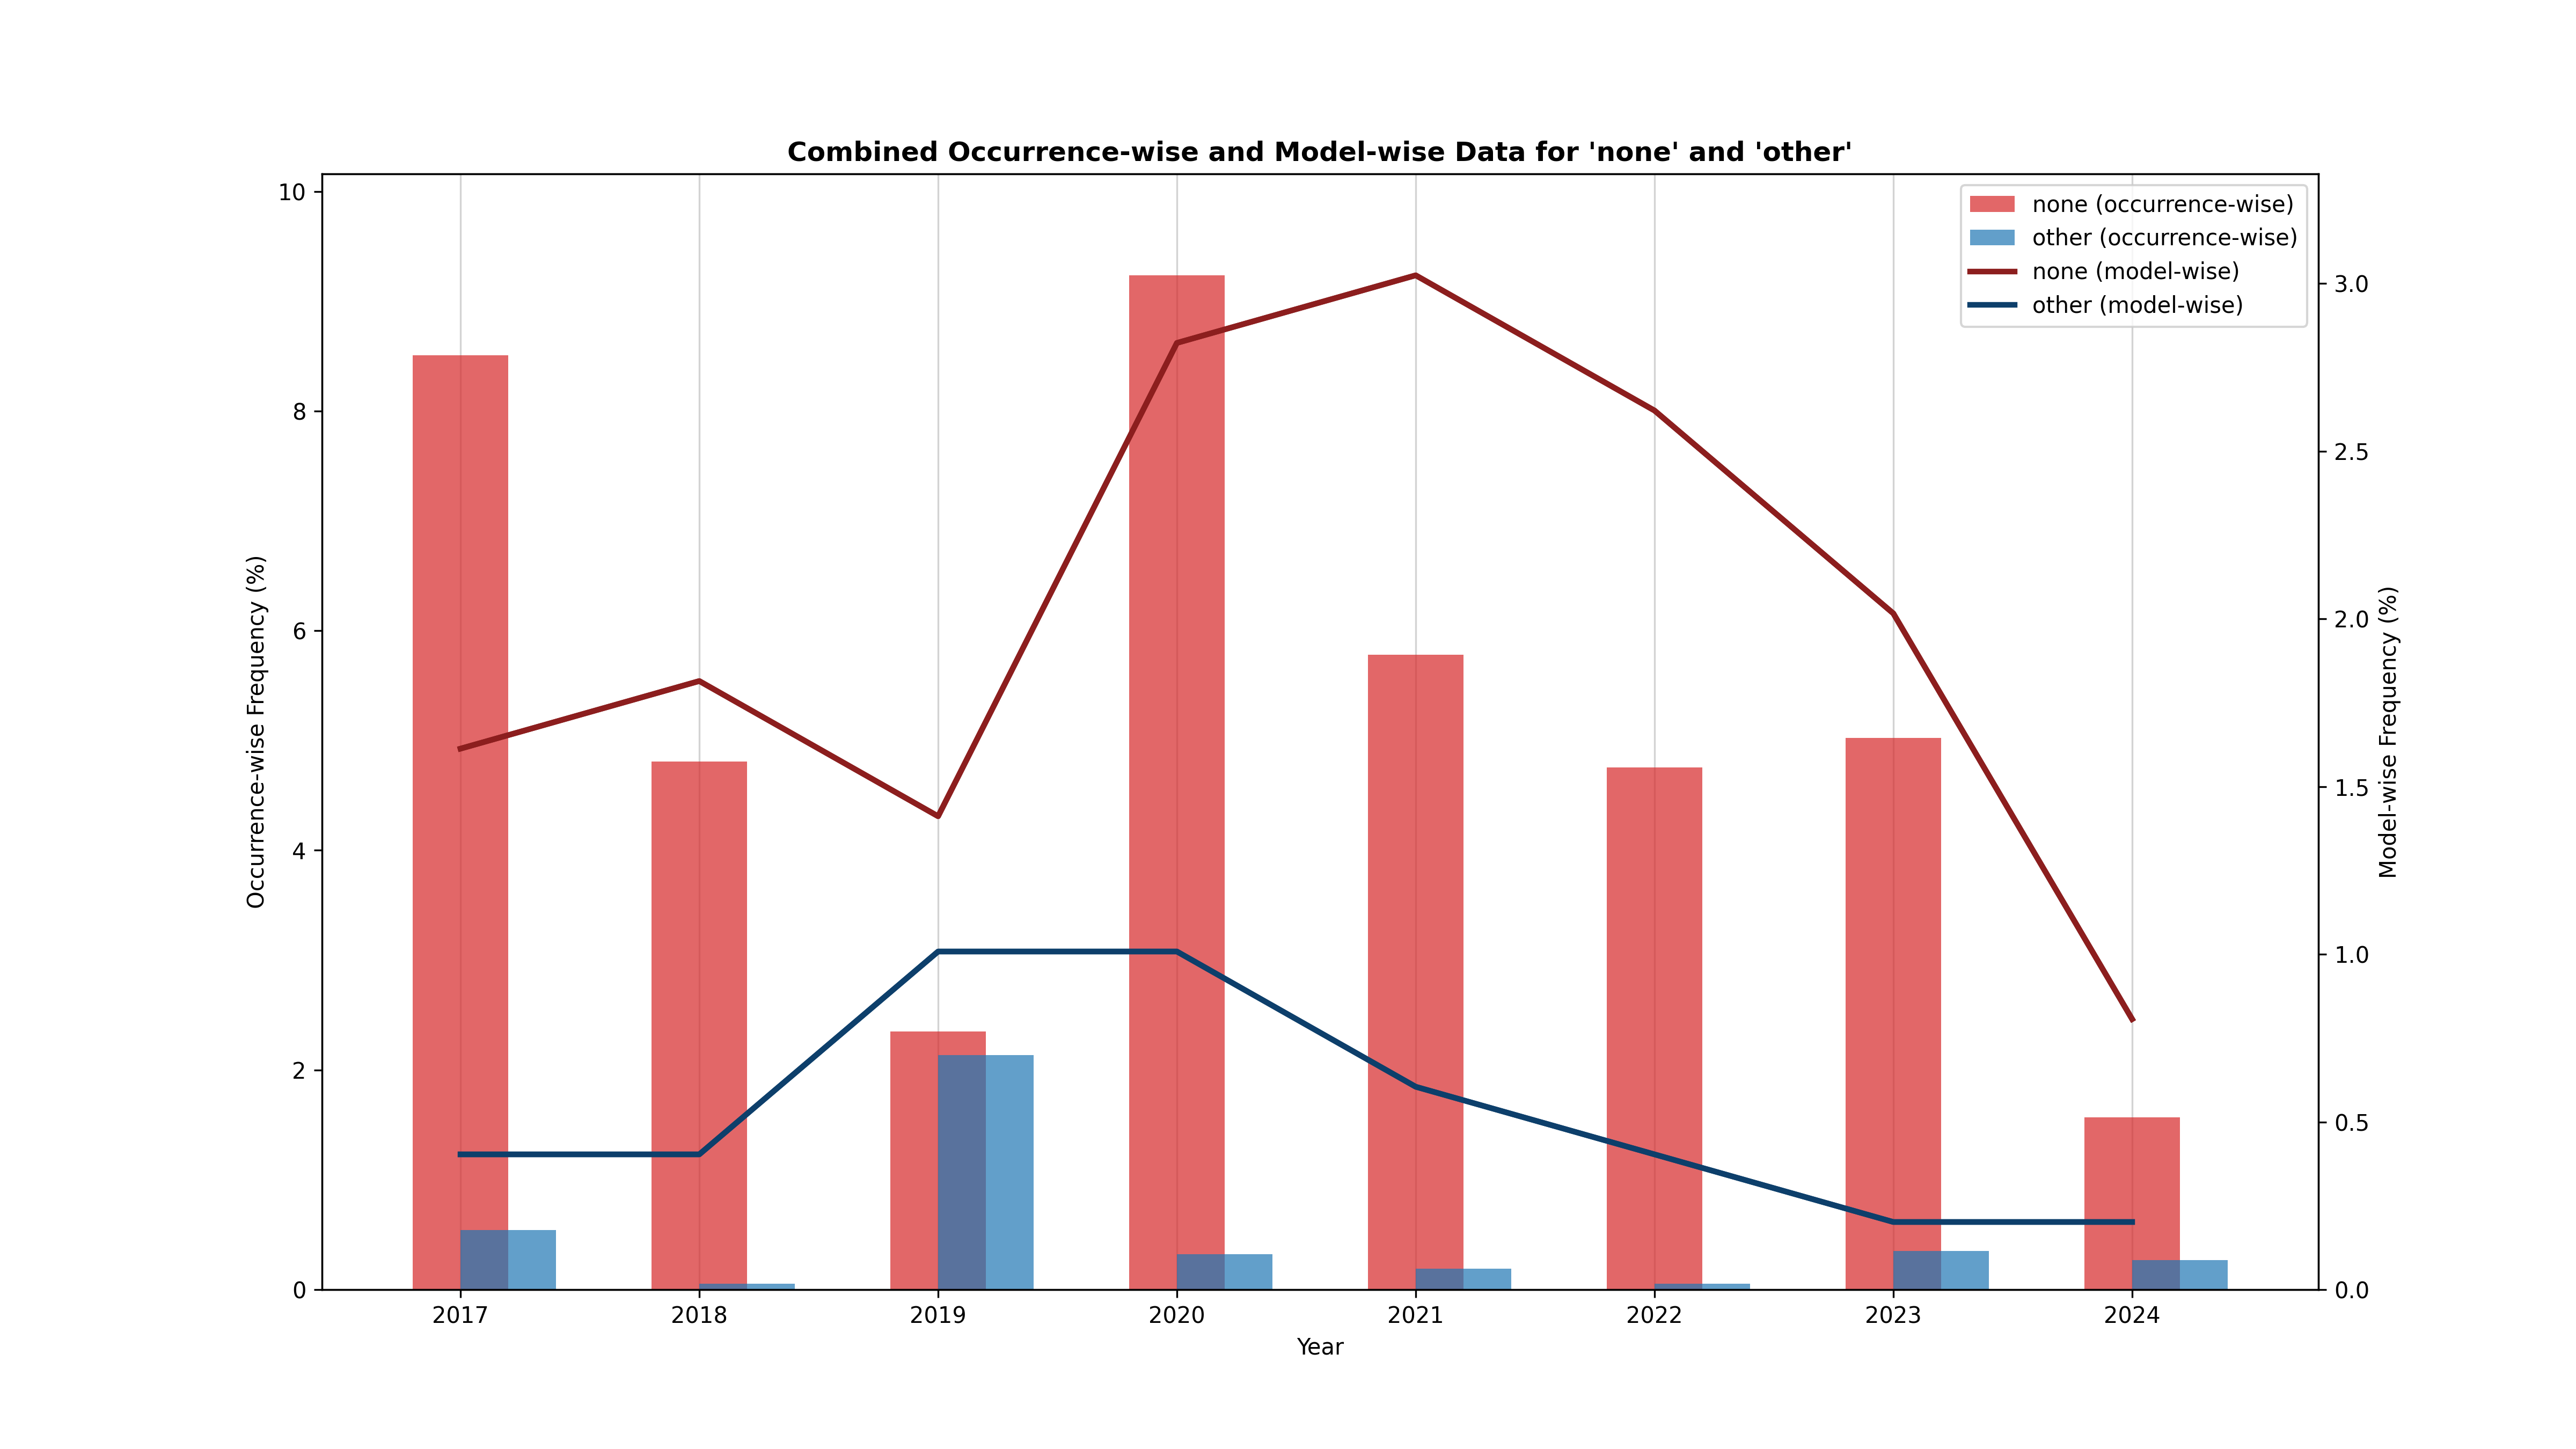 Combined Occurrence-wise and Model-wise Data for 'none' and 'other'
none (occurrence-wise)
other (occurrence-wise)
none (model-wise)
other (model-wise)
Occurrence-wise Frequency (%)
10
8
6
4
2
0
Model-wise Frequency (%)
3.0
2.5
2.0
1.5
1.0
0.5
0.0
2017 2018 2019 2020 2021 2022 2023 2024
Year